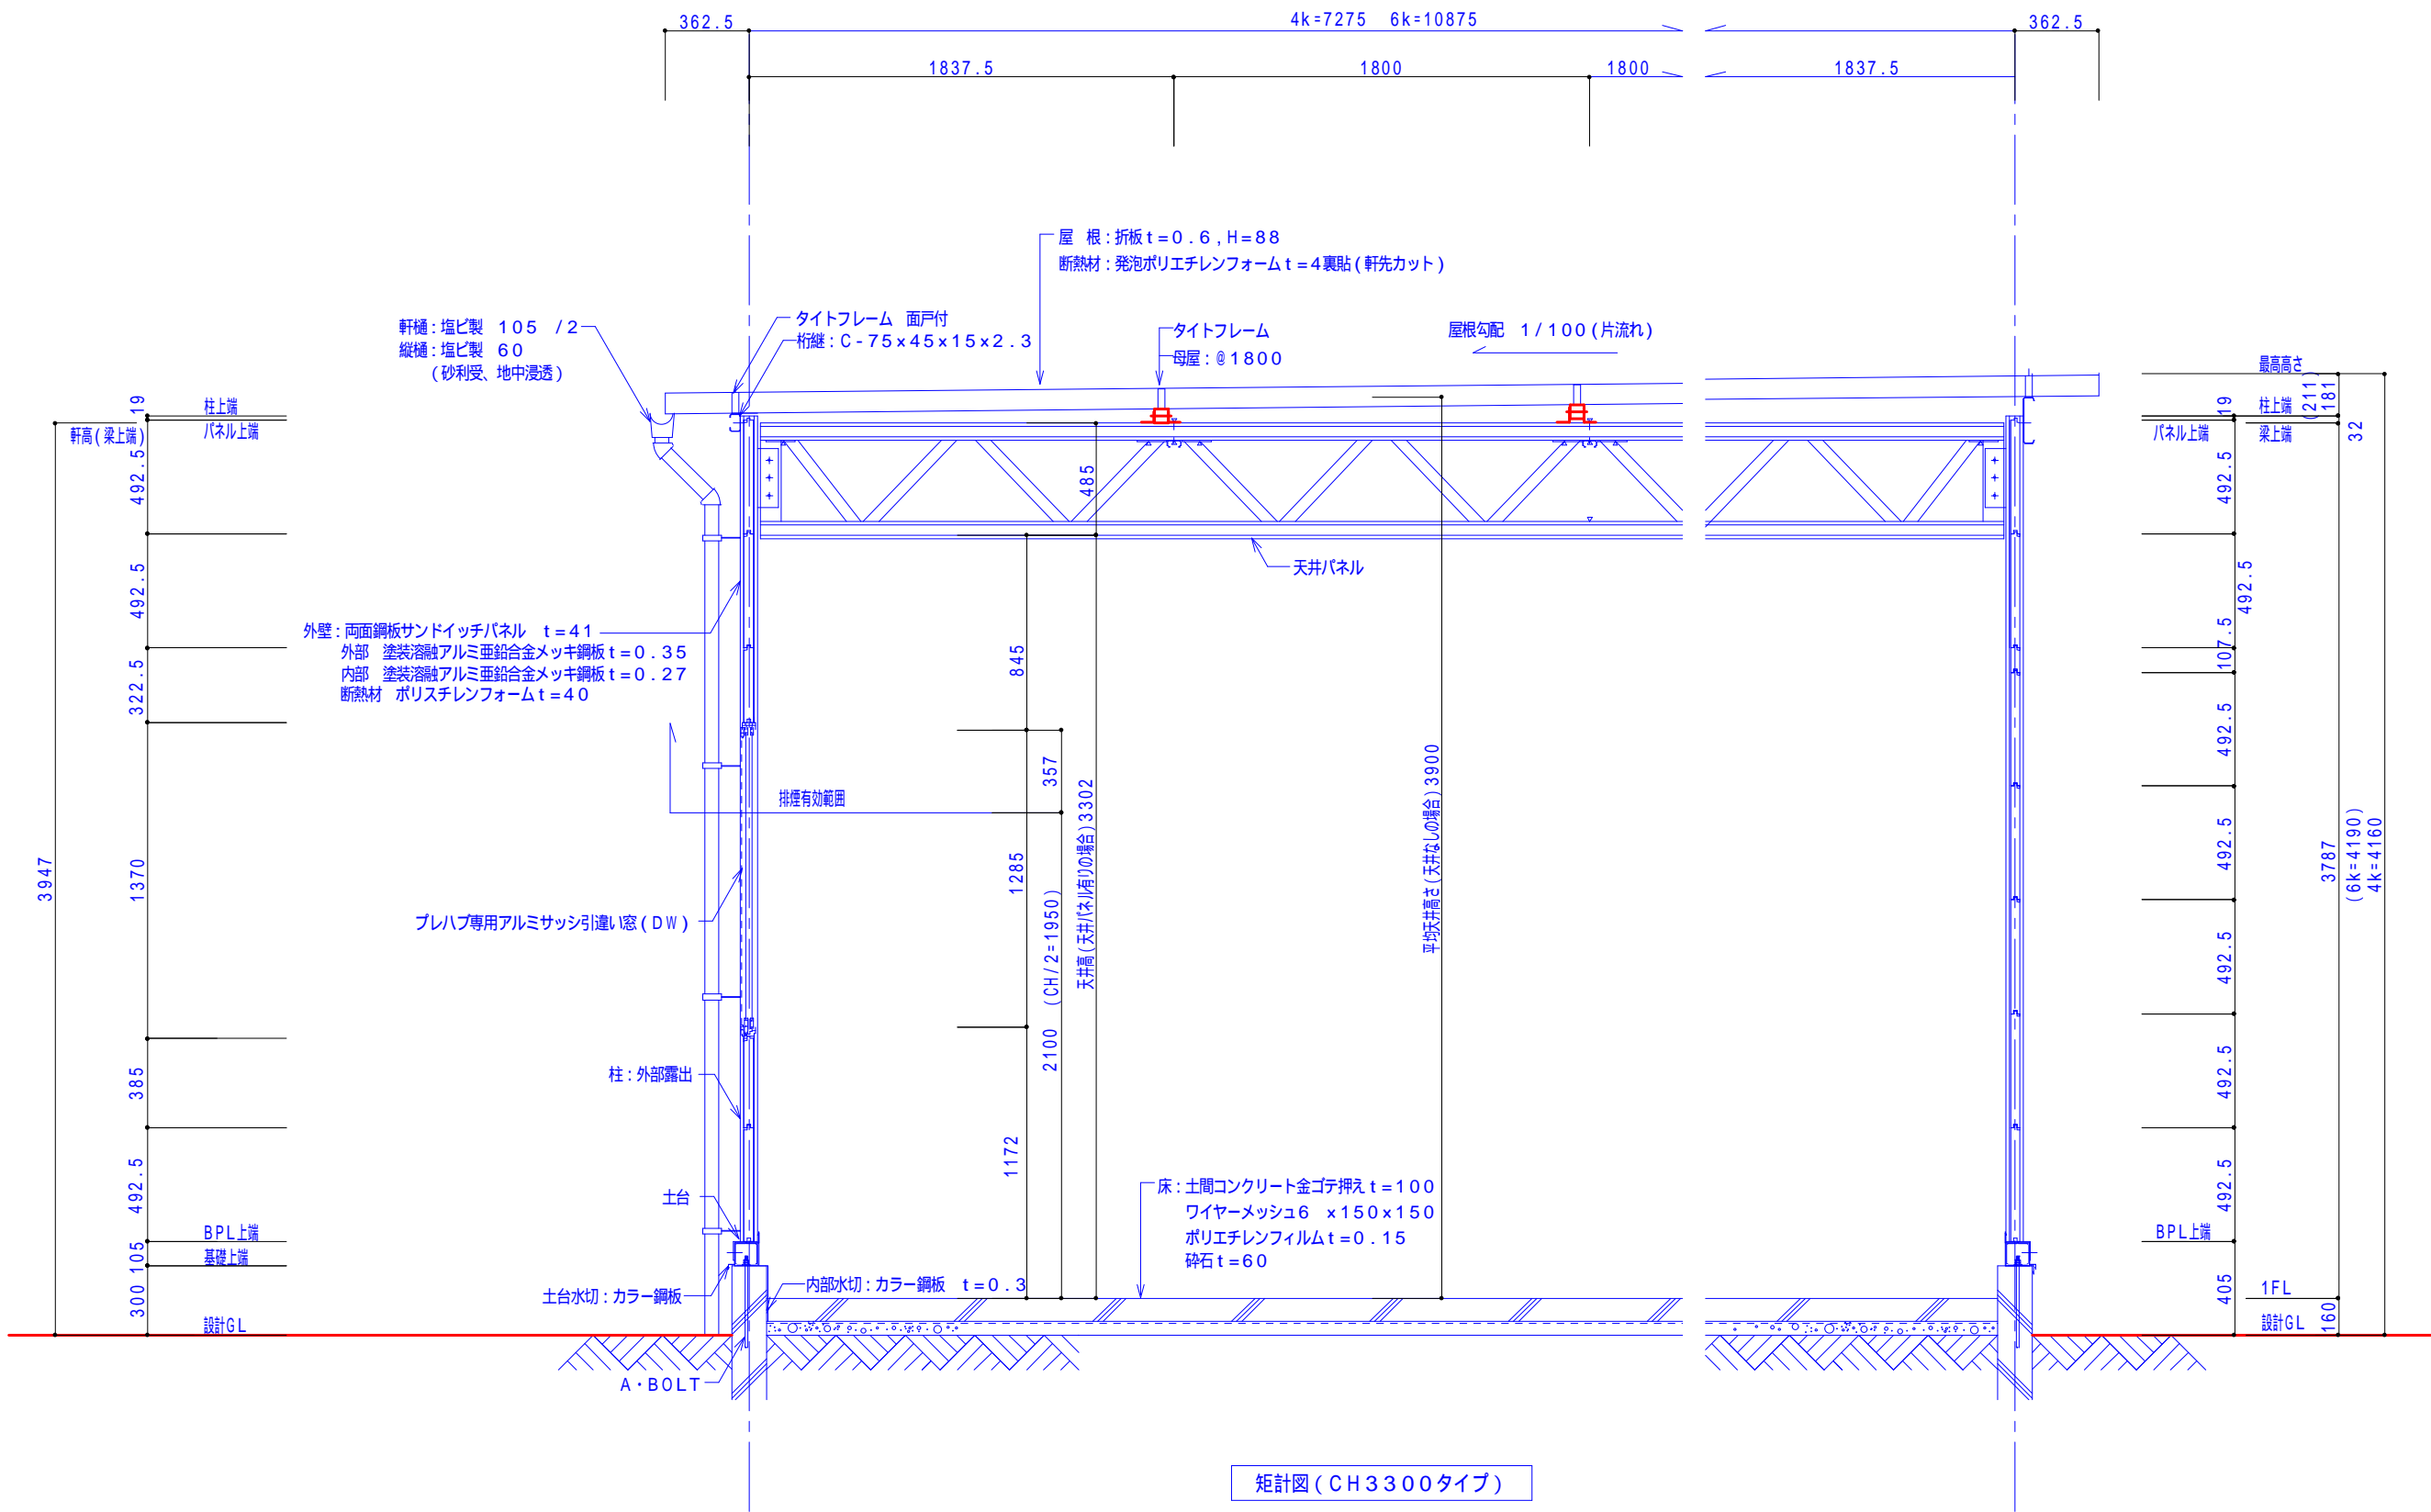 362.5
4k=7275 6k=10875
362.5
1837.5
1800
1800
1837.5
屋 根:折板t=0.6,H=88
断熱材:発泡ポリエチレンフォームt=4裏貼(軒先カット)
軒樋:塩ビ製 105 /2
縦樋:塩ビ製 60
(砂利受、地中浸透)
タイトフレーム 面戸付
桁継:C-75x45x15x2.3
タイトフレーム
母屋:@1800
屋根勾配 1/100(片流れ)
最高高さ
柱上端
パネル上端
軒高(梁上端)
19
492.5
492.5
322.5
1370
385
492.5
105
300
3947
柱上端
パネル上端
梁上端
(211)
181
32
19
492.5
492.5
107.5
492.5
492.5
492.5
492.5
492.5
405
3787
(6k=4190)
4k=4160
160
485
845
357
1285
1172
2100 (CH/2=1950)
天井高(天井パネル有りの場合)3302
平均天井高さ(天井なしの場合)3900
天井パネル
外壁:両面鋼板サンドイッチパネル t=41
外部 塗装溶融アルミ亜鉛合金メッキ鋼板t=0.35
内部 塗装溶融アルミ亜鉛合金メッキ鋼板t=0.27
断熱材 ポリスチレンフォームt=40
排煙有効範囲
プレハブ専用アルミサッシ引違い窓(DW)
柱:外部露出
土台
床:土間コンクリート金ゴテ押えt=100
ワイヤーメッシュ6 x150x150
ポリエチレンフィルムt=0.15
砕石t=60
BPL上端
基礎上端
設計GL
BPL上端
1FL
設計GL
土台水切:カラー鋼板
内部水切:カラー鋼板 t=0.3
A・BOLT
矩計図(CH3300タイプ)